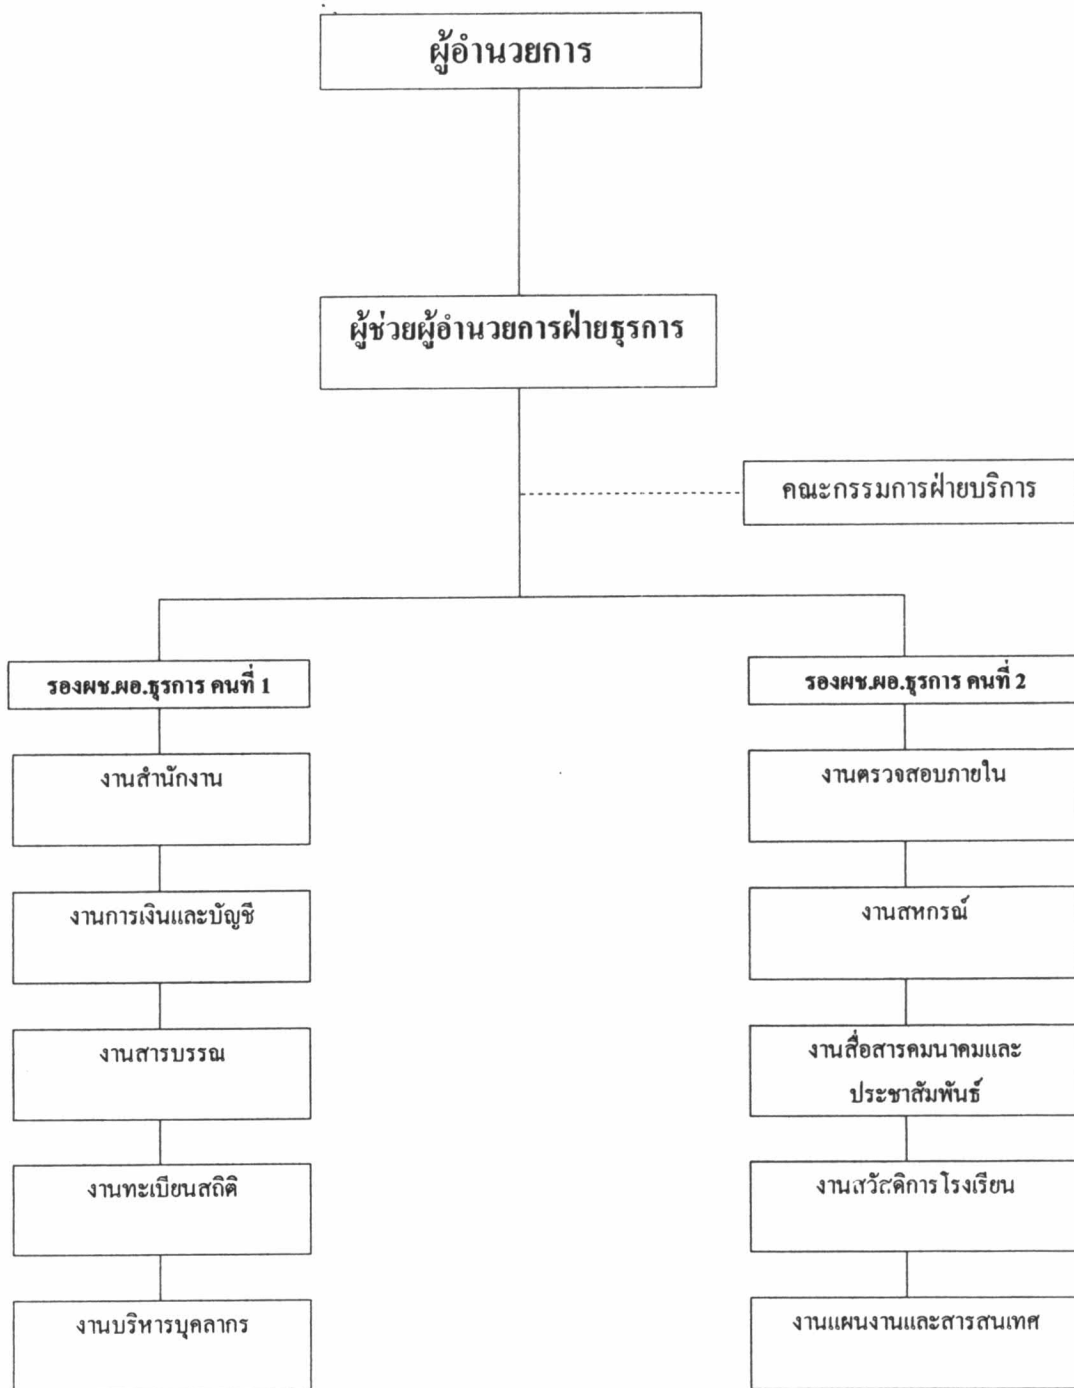 ผู้อำนวยการ
ผู้ช่วยผู้อำนวยการฝ่ายธุรการ
คณะกรรมการฝ่ายบริการ
รองผช.ผอ.ธุรการ คนที่ 1
งานสำนักงาน
งานการเงินและบัญชี
งานสารบรรณ
งานทะเบียนสถิติ
งานบริหารบุคลากร
รองผช.ผอ.ธุรการ คนที่ 2
งานตรวจสอบภายใน
งานสหกรณ์
งานสื่อสารคมนาคมและ
ประชาสัมพันธ์
งานสวัสดิการโรงเรียน
งานแผนงานและสารสนเทศ